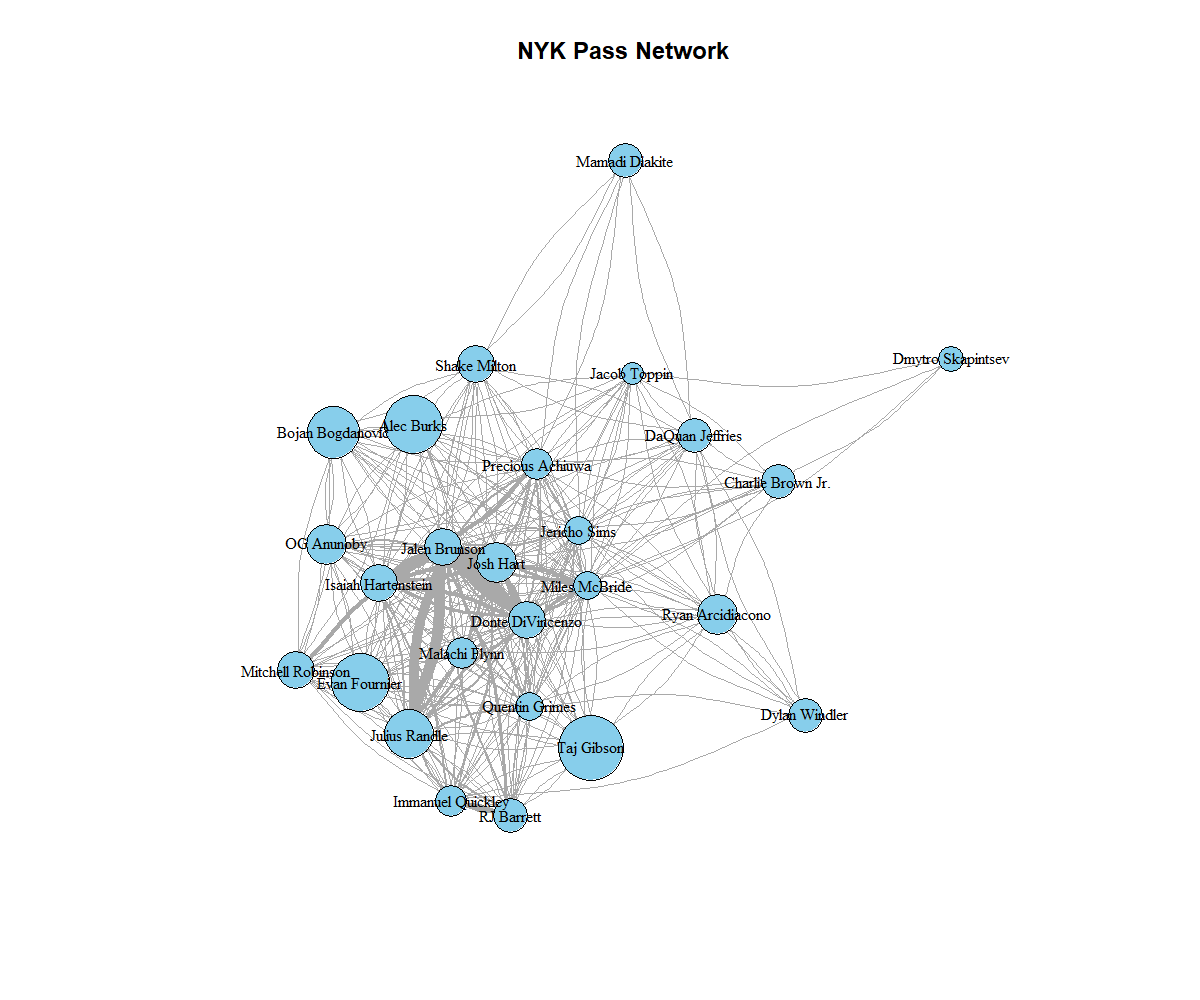 NYK Pass Network
Mamadi Diakite
Dmytro Skapintsev
Shake Milton
Jacob Toppin
Alec Burks
Bojan Bogdanovic
DaQuan Jeffries
Precious Achiuwa
Charlie Brown Jr.
Jericho Sims
OG Anunoby
Jalen Brunson
Josh Hart
Isaiah Hartenstein
Miles McBride
Ryan Arcidiacono
Donte DiVincenzo
Malachi Flynn
Mitchell Robinson
Evan Fournier
Quentin Grimes
Dylan Windler
Julius Randle
Taj Gibson
Immanuel Quickley
RJ Barrett